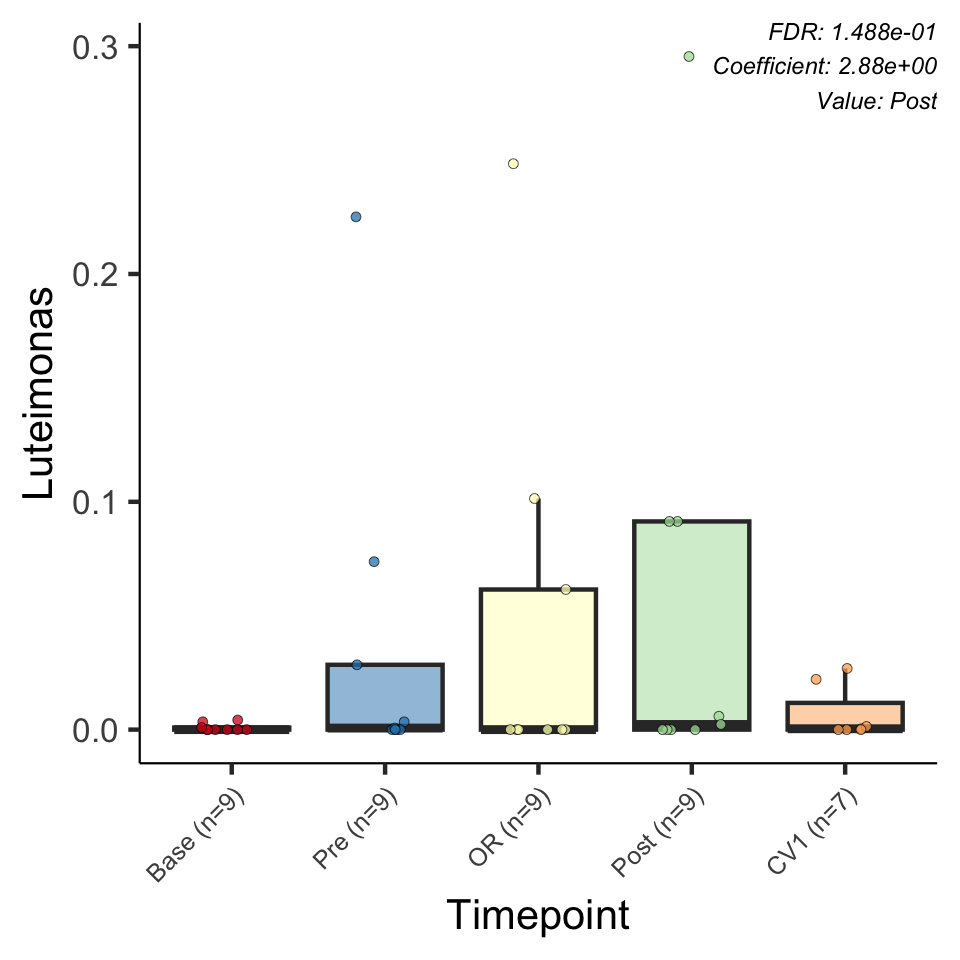 FDR: 1.488e-01
Coefficient: 2.88e+00
Value: Post
0.3
0.2
0.1
0.0
Luteimonas
Base (n=9)
Pre (n=9)
OR (n=9)
Post (n=9)
CV1 (n=7)
Timepoint